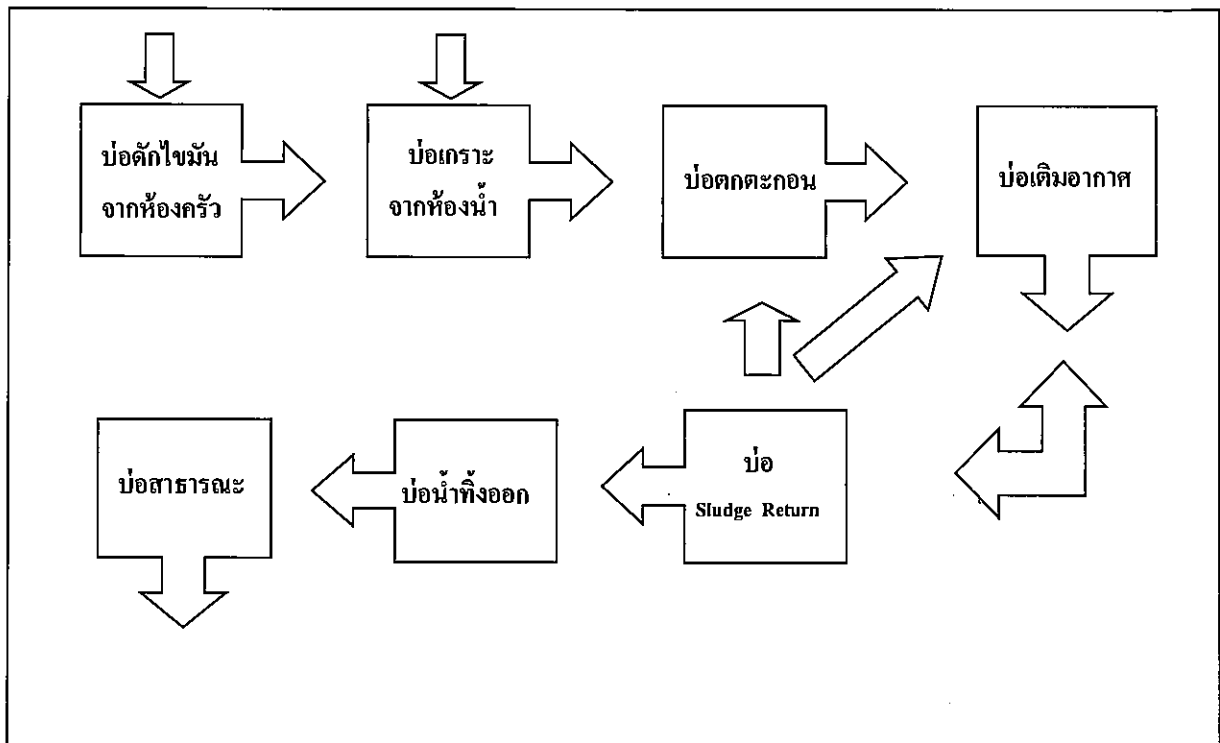 บ่อดักไขมัน
จากห้องครัว
บ่อเกราะ
จากห้องน้ำ
บ่อตกตะกอน
บ่อเติมอากาศ
บ่อสาธารณะ
บ่อน้ำทิ้งออก
บ่อ
Sludge Return